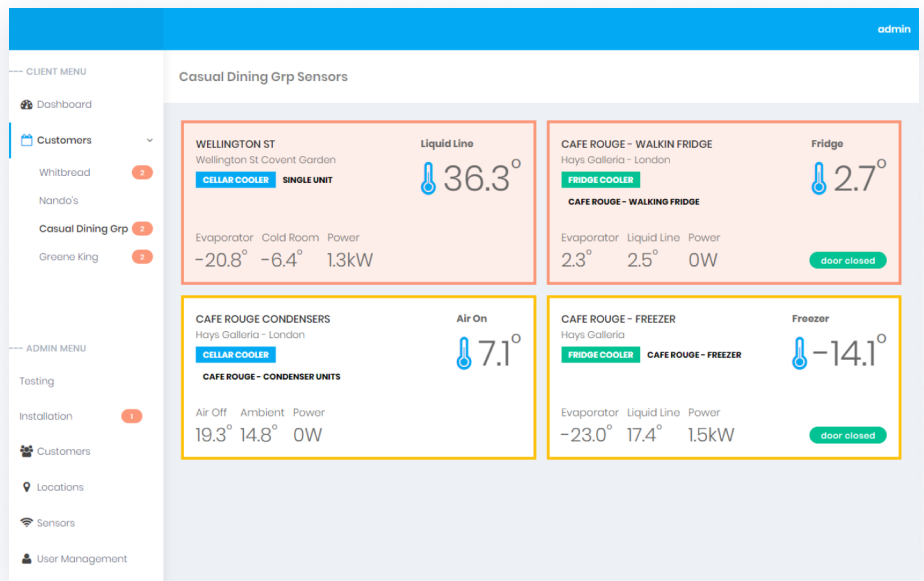 admin
--- CLIENT MENU
Dashboard
Customers
Whitbread 2
Nando's
Casual Dining Grp 2
Greene King 2
--- ADMIN MENU
Testing
Installation 1
Customers
Locations
Sensors
User Management
Casual Dining Grp Sensors
WELLINGTON ST
Liquid Line
Wellington St Covent Garden
36.3°
CELLAR COOLER SINGLE UNIT
Evaporator Cold Room Power
-20.8° -6.4° 1.3kW
CAFE ROUGE - WALKIN FRIDGE
Fridge
Hays Galleria - London
2.7°
FRIDGE COOLER
CAFE ROUGE - WALKING FRIDGE
Evaporator Liquid Line Power
2.3° 2.5° 0W
door closed
CAFE ROUGE CONDENSERS
Air On
Hays Galleria - London
7.1°
CELLAR COOLER
CAFE ROUGE - CONDENSER UNITS
Air Off Ambient Power
19.3° 14.8° 0W
CAFE ROUGE - FREEZER
Freezer
Hays Galleria
-14.1°
FRIDGE COOLER CAFE ROUGE - FREEZER
Evaporator Liquid Line Power
-23.0° 17.4° 1.5kW
door closed